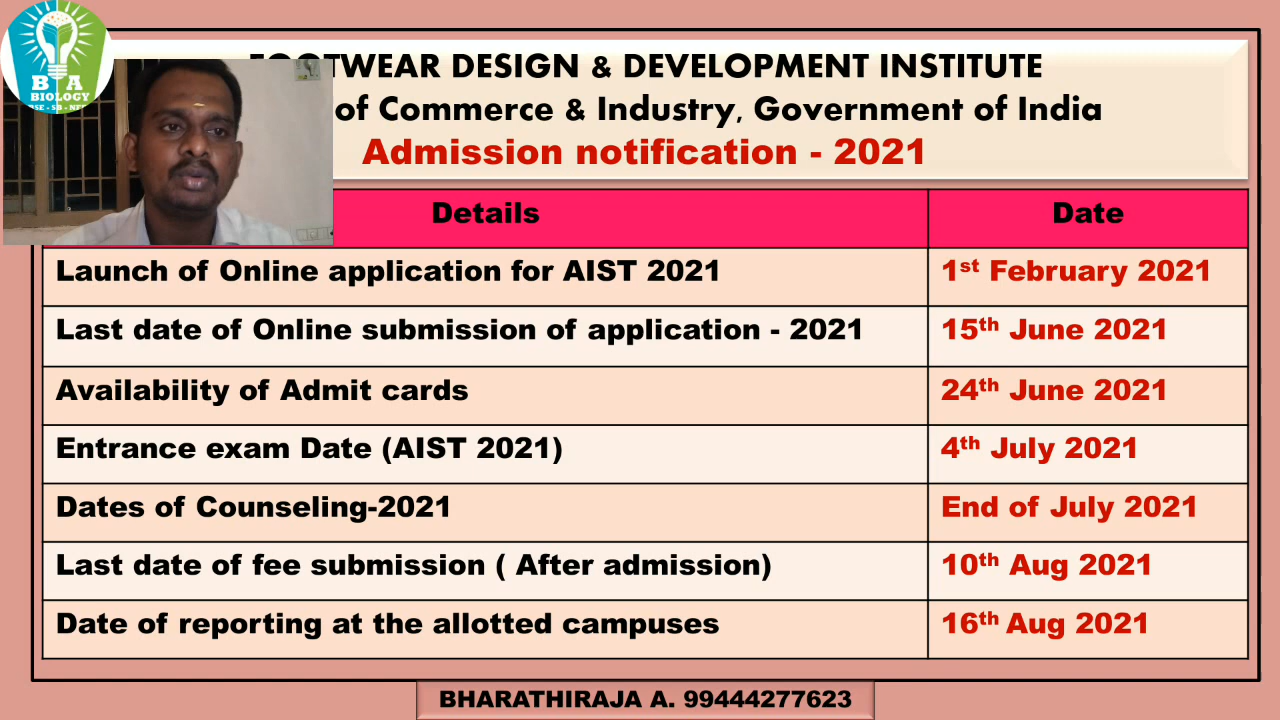 B A
BIOLOGY
FOOTWEAR DESIGN & DEVELOPMENT INSTITUTE
of Commerce & Industry, Government of India
Admission notification - 2021
Details Date
Launch of Online application for AIST 2021 1st February 2021
Last date of Online submission of application - 2021 15th June 2021
Availability of Admit cards 24th June 2021
Entrance exam Date (AIST 2021) 4th July 2021
Dates of Counseling-2021 End of July 2021
Last date of fee submission ( After admission) 10th Aug 2021
Date of reporting at the allotted campuses 16th Aug 2021
BHARATHIRAJA A. 99444277623